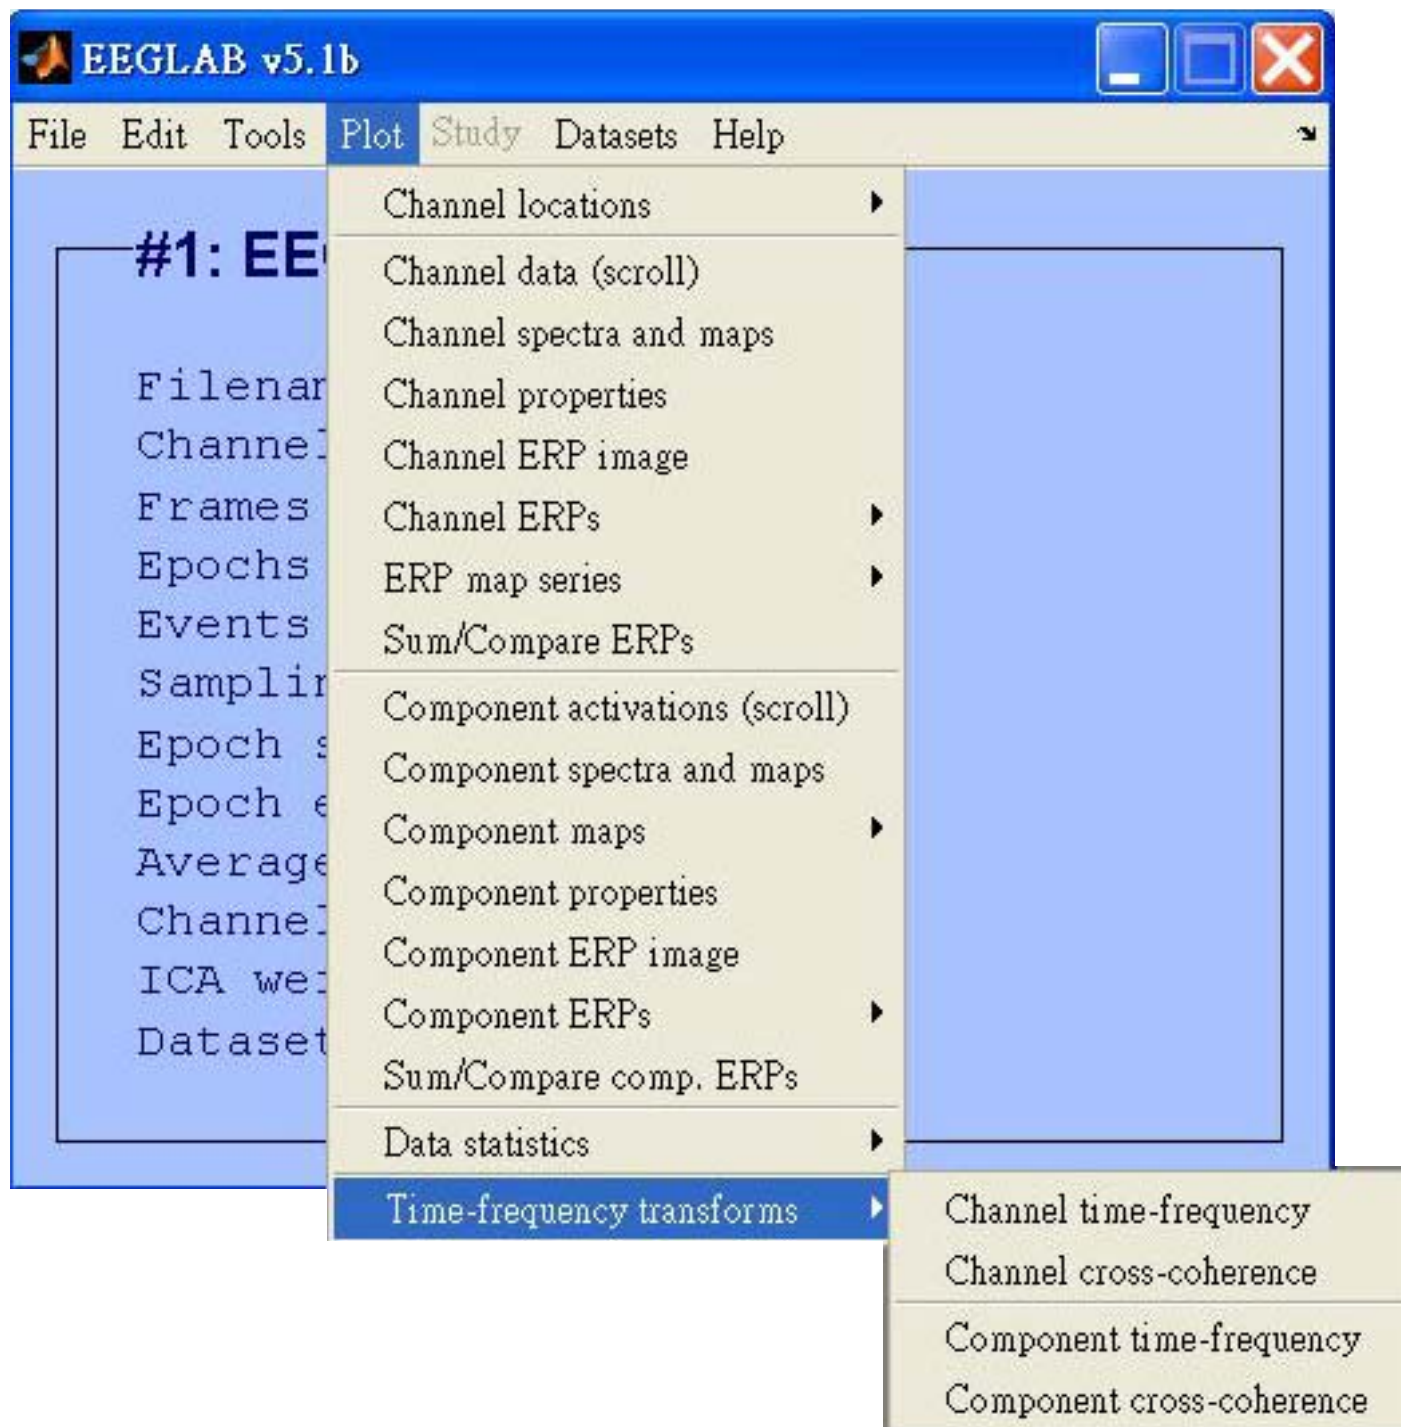 EEGLAB v5.1b
File Edit Tools Plot Study Datasets Help
#1: EE
Filenam
Channel
Frames
Epochs
Events
Samplin
Epoch s
Epoch e
Average
Channel
ICA wei
Dataset
Channel locations
Channel data (scroll)
Channel spectra and maps
Channel properties
Channel ERP image
Channel ERPs
ERP map series
Sum/Compare ERPs
Component activations (scroll)
Component spectra and maps
Component maps
Component properties
Component ERP image
Component ERPs
Sum/Compare comp. ERPs
Data statistics
Time-frequency transforms
Channel time-frequency
Channel cross-coherence
Component time-frequency
Component cross-coherence